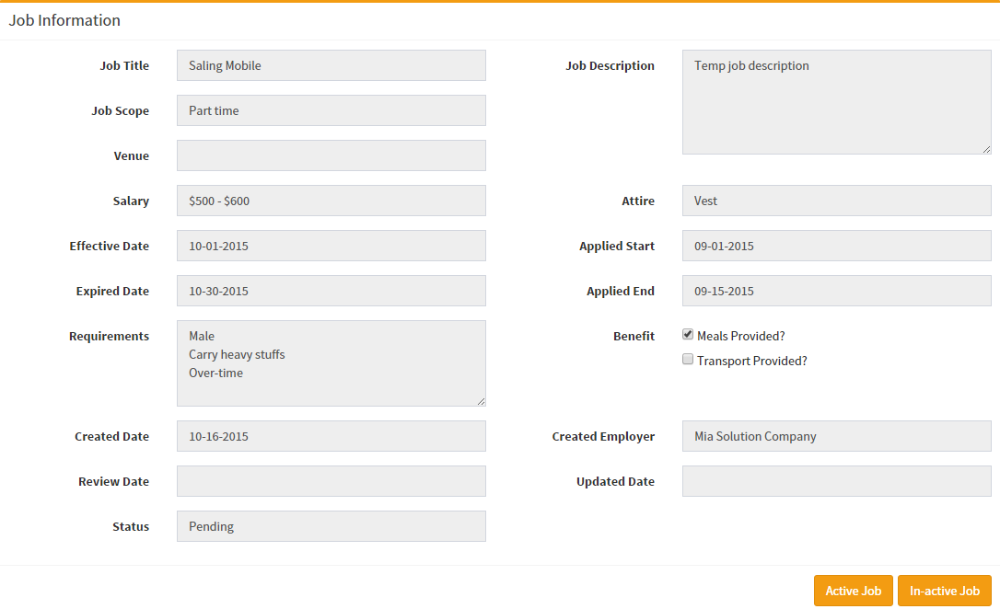 Job Information
Job Title Saling Mobile Job Description Temp job description
Job Scope Part time
Venue
Salary $500 - $600 Attire Vest
Effective Date 10-01-2015 Applied Start 09-01-2015
Expired Date 10-30-2015 Applied End 09-15-2015
Requirements Male Benefit Meals Provided?
Carry heavy stuffs
Transport Provided?
Over-time
Created Date 10-16-2015 Created Employer Mia Solution Company
Review Date Updated Date
Status Pending
Active Job In-active Job